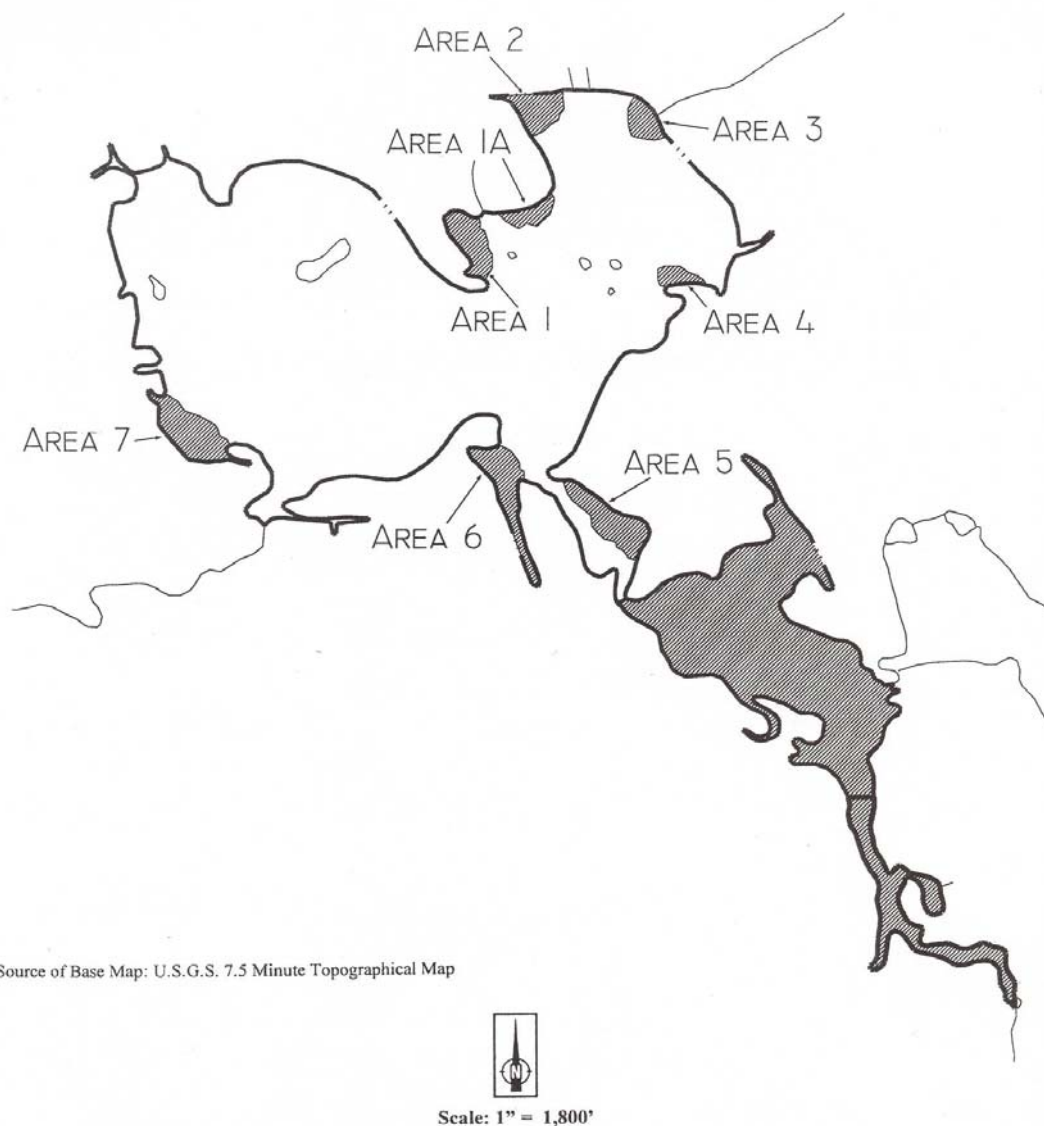 AREA 2
AREA 3
AREA 1A
AREA 1
AREA 4
AREA 7
AREA 5
AREA 6
Source of Base Map: U.S.G.S. 7.5 Minute Topographical Map
N
Scale: 1" = 1,800'